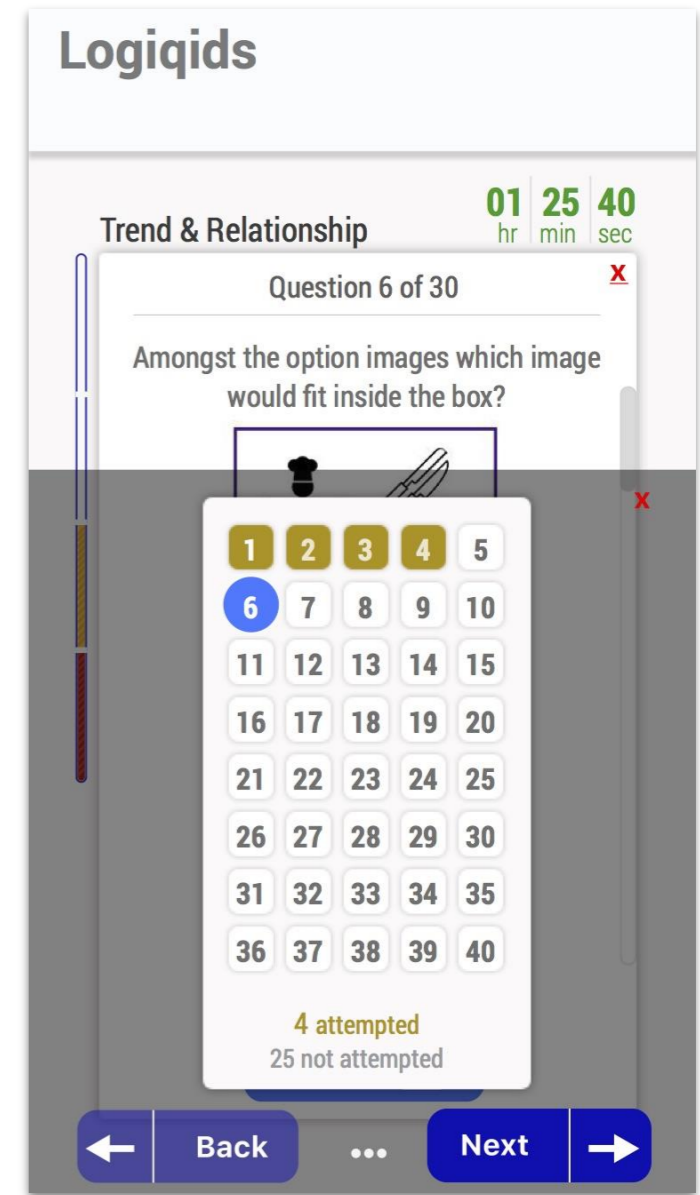 Logiqids
01 25 40
Trend & Relationship hr min sec
Question 6 of 30 x
Amongst the option images which image
would fit inside the box?
x
1 2 3 4 5
6 7 8 9 10
11 12 13 14 15
16 17 18 19 20
21 22 23 24 25
26 27 28 29 30
31 32 33 34 35
36 37 38 39 40
4 attempted
25 not attempted
Back ... Next